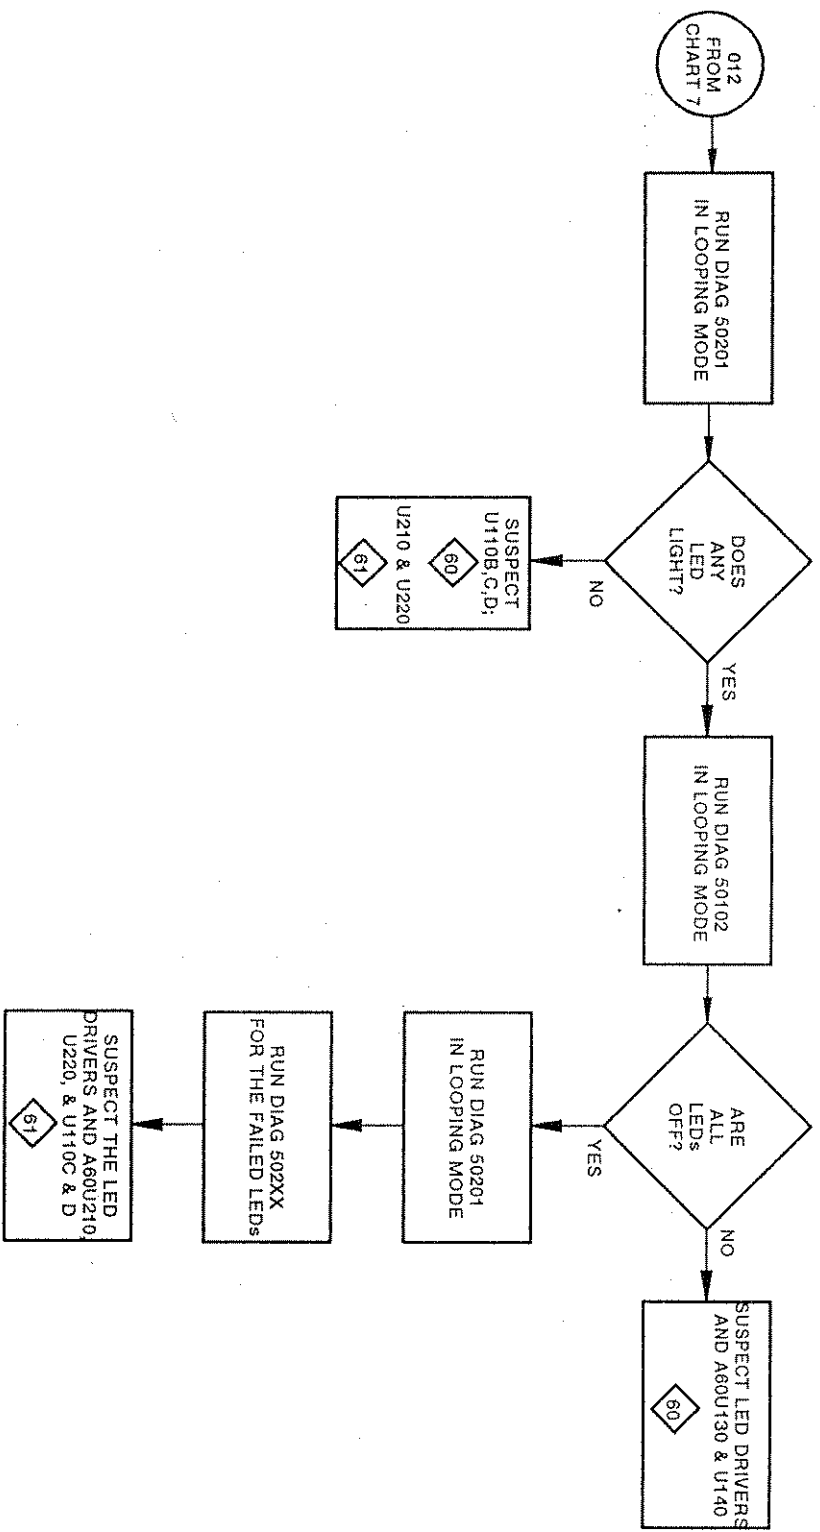 012
FROM
CHART 7
RUN DIAG 50201
IN LOOPING MODE
DOES
ANY
LED
LIGHT?
NO
SUSPECT
U110B,C,D;
60
U210 & U220
61
YES
RUN DIAG 50102
IN LOOPING MODE
ARE
ALL
LEDs
OFF?
YES
RUN DIAG 50201
IN LOOPING MODE
RUN DIAG 502XX
FOR THE FAILED LEDs
SUSPECT THE LED
DRIVERS AND A60U210,
U220, & U110C & D
61
NO
SUSPECT LED DRIVERS
AND A60U130 & U140
60